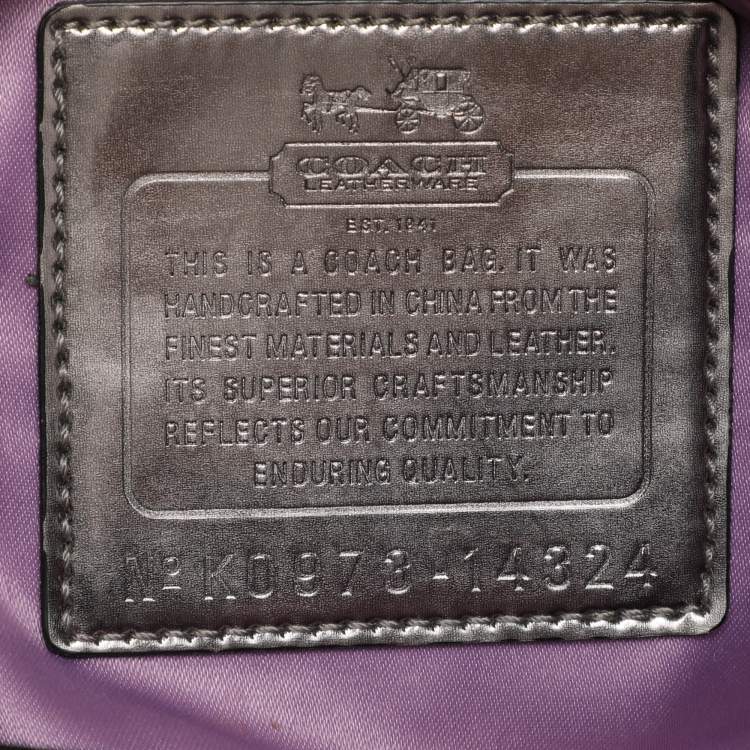 COACH
LEATHERWARE
EST. 1941
THIS IS A COACH BAG. IT WAS
HANDCRAFTED IN CHINA FROM THE
FINEST MATERIALS AND LEATHER.
ITS SUPERIOR CRAFTSMANSHIP
REFLECTS OUR COMMITMENT TO
ENDURING QUALITY.
Nº K0973-14324